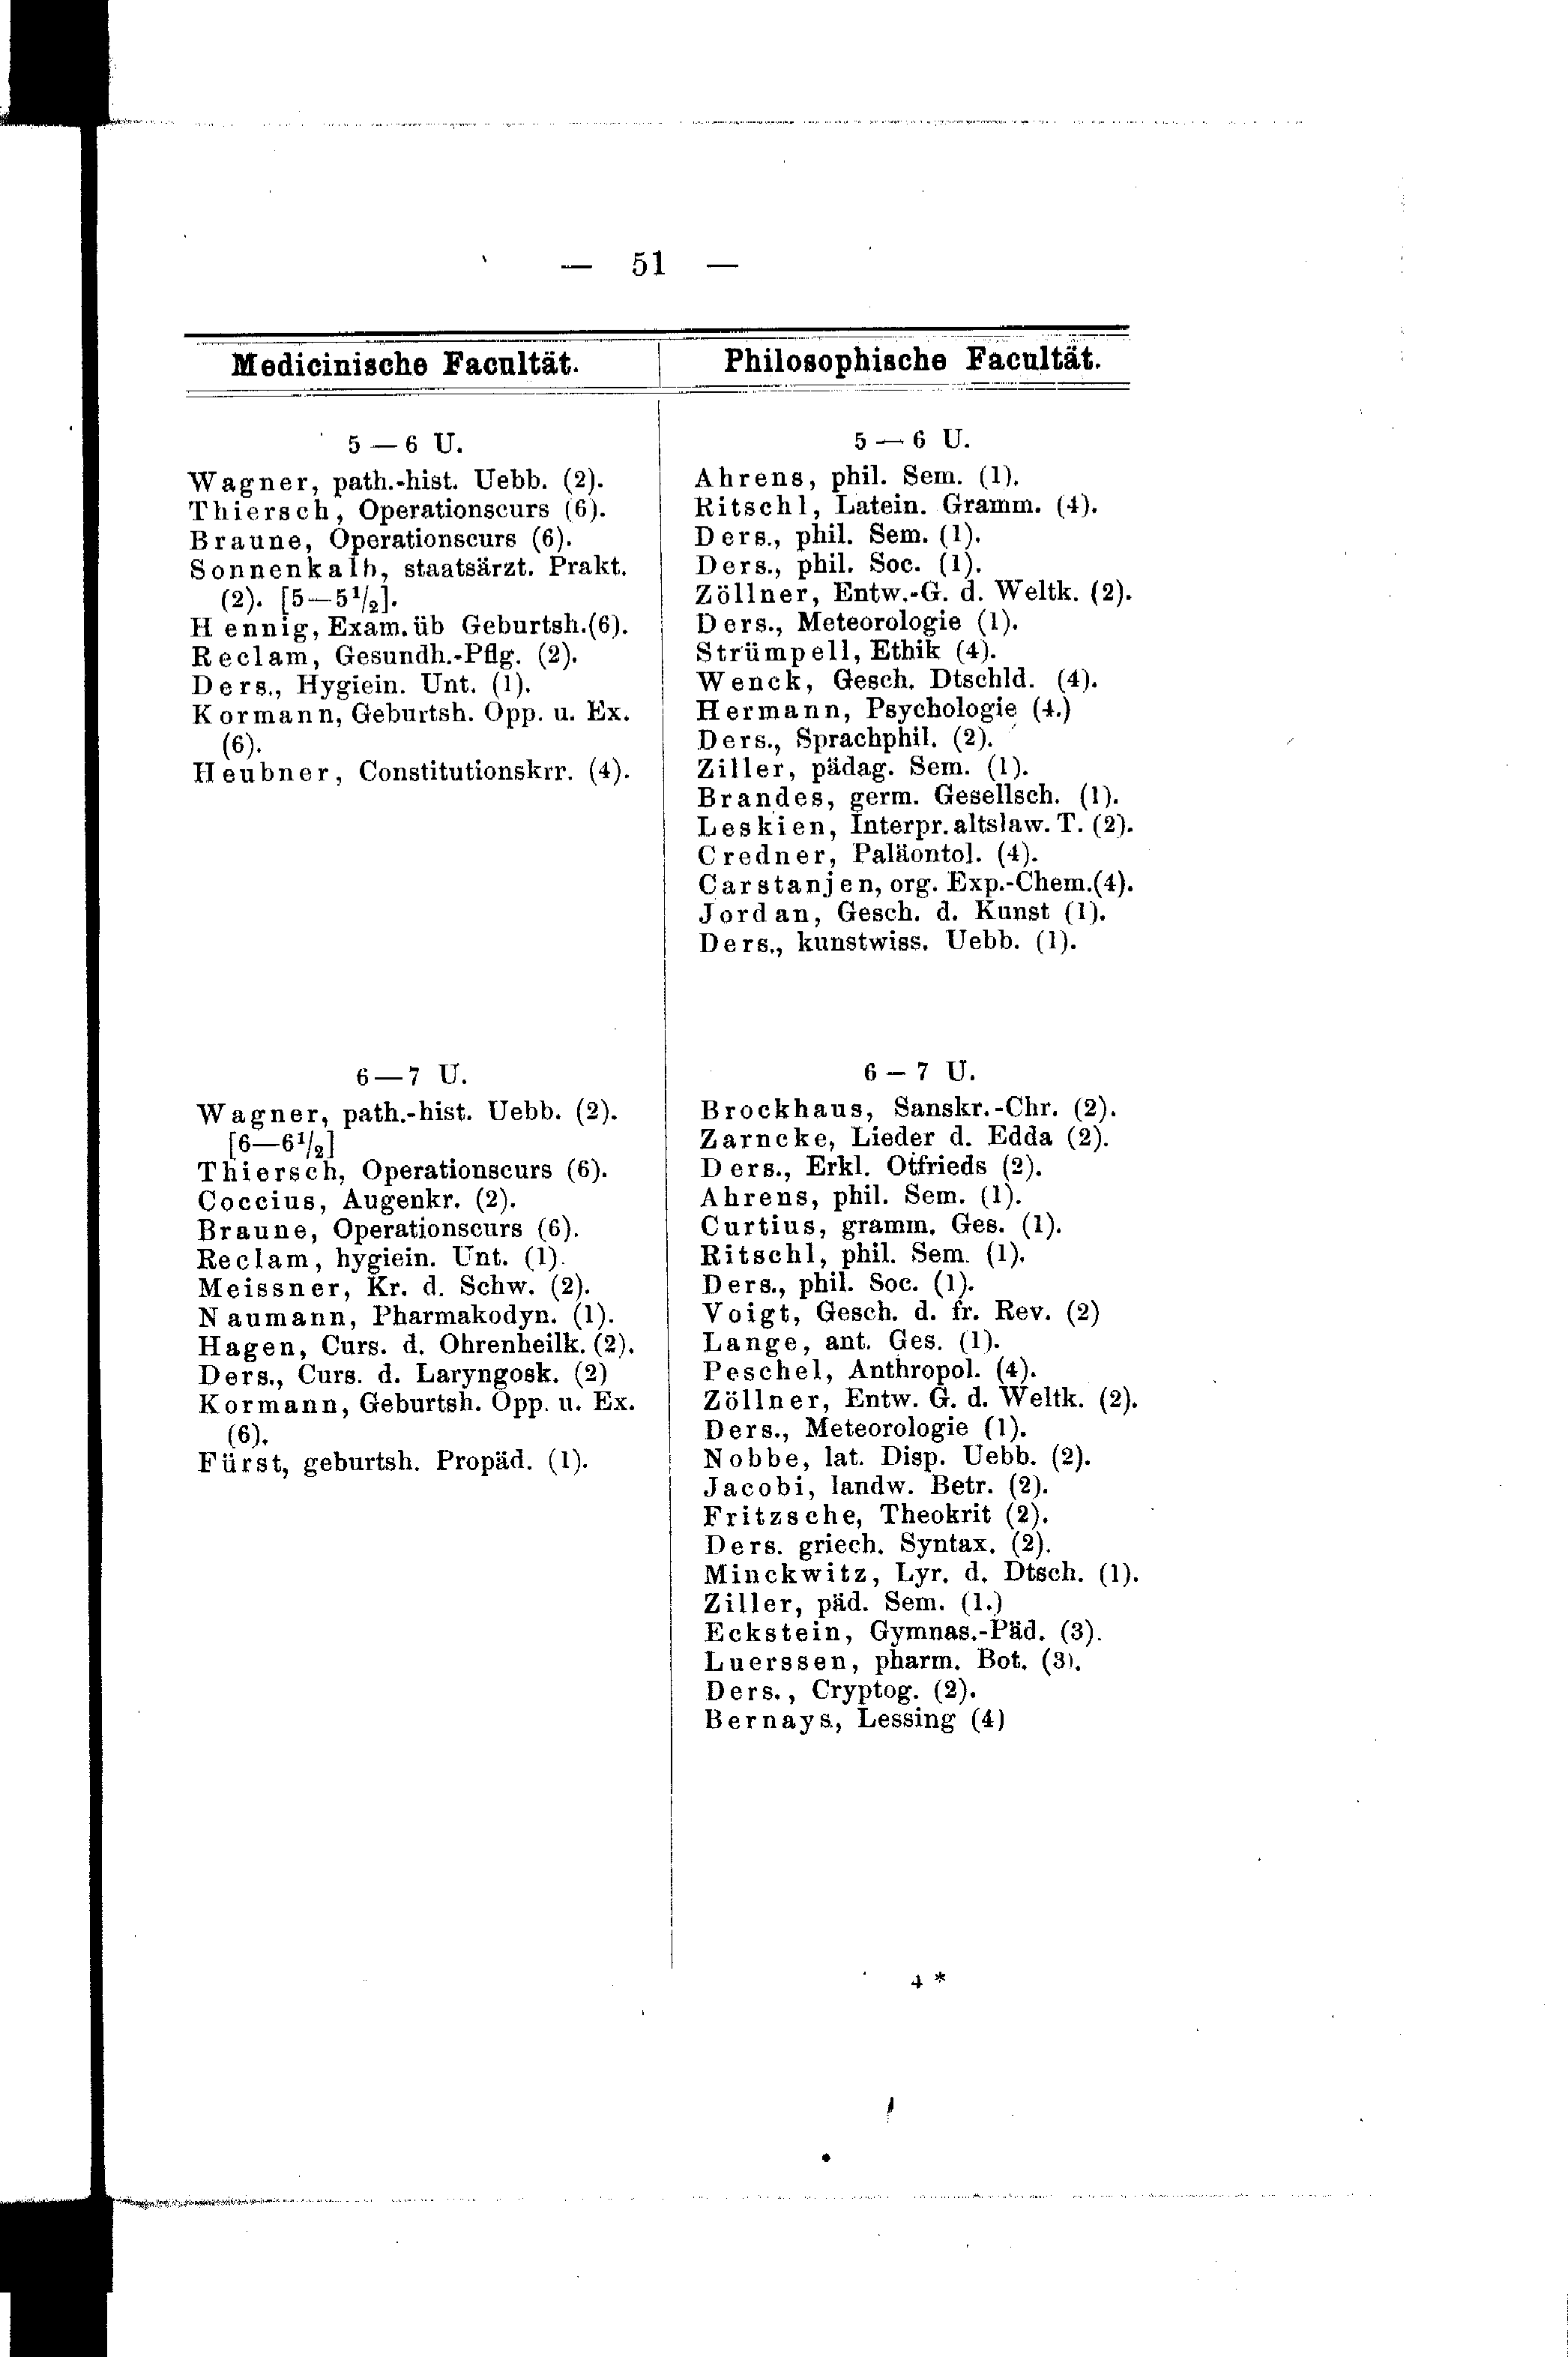 — 51 —
Medicinische Facultät.
5 — 6 U.
Wagner, path.-hist. Uebb. (2).
Thiersch, Operationscurs (6).
Braune, Operationscurs (6).
Sonnenkalb, staatsärzt. Prakt.
(2). [5—5 1/2].
Hennig, Exam. üb Geburtsh. (6).
Reclam, Gesundh.-Pflg. (2).
Ders., Hygiein. Unt. (1).
Kormann, Geburtsh. Opp. u. Ex.
(6).
Heubner, Constitutionskrr. (4).
6—7 U.
Wagner, path.-hist. Uebb. (2).
[6—6 1/2]
Thiersch, Operationscurs (6).
Coccius, Augenkr. (2).
Braune, Operationscurs (6).
Reclam, hygiein. Unt. (1).
Meissner, Kr. d. Schw. (2).
Naumann, Pharmakodyn. (1).
Hagen, Curs. d. Ohrenheilk. (2).
Ders., Curs. d. Laryngosk. (2)
Kormann, Geburtsh. Opp. u. Ex.
(6).
Fürst, geburtsh. Propäd. (1).
Philosophische Facultät.
5 — 6 U.
Ahrens, phil. Sem. (1).
Ritschl, Latein. Gramm. (4).
Ders., phil. Sem. (1).
Ders., phil. Soc. (1).
Zöllner, Entw.-G. d. Weltk. (2).
Ders., Meteorologie (1).
Strümpell, Ethik (4).
Wenck, Gesch. Dtschld. (4).
Hermann, Psychologie (4.)
Ders., Sprachphil. (2).
Ziller, pädag. Sem. (1).
Brandes, germ. Gesellsch. (1).
Leskien, Interpr. altslaw. T. (2).
Credner, Paläontol. (4).
Carstanjen, org. Exp.-Chem. (4).
Jordan, Gesch. d. Kunst (1).
Ders., kunstwiss. Uebb. (1).
6 — 7 U.
Brockhaus, Sanskr.-Chr. (2).
Zarncke, Lieder d. Edda (2).
Ders., Erkl. Otfrieds (2).
Ahrens, phil. Sem. (1).
Curtius, gramm. Ges. (1).
Ritschl, phil. Sem. (1).
Ders., phil. Soc. (1).
Voigt, Gesch. d. fr. Rev. (2)
Lange, ant. Ges. (1).
Peschel, Anthropol. (4).
Zöllner, Entw. G. d. Weltk. (2).
Ders., Meteorologie (1).
Nobbe, lat. Disp. Uebb. (2).
Jacobi, landw. Betr. (2).
Fritzsche, Theokrit (2).
Ders. griech. Syntax. (2).
Minckwitz, Lyr. d. Dtsch. (1).
Ziller, päd. Sem. (1.)
Eckstein, Gymnas.-Päd. (3).
Luerssen, pharm. Bot. (3).
Ders., Cryptog. (2).
Bernays, Lessing (4)
4 *